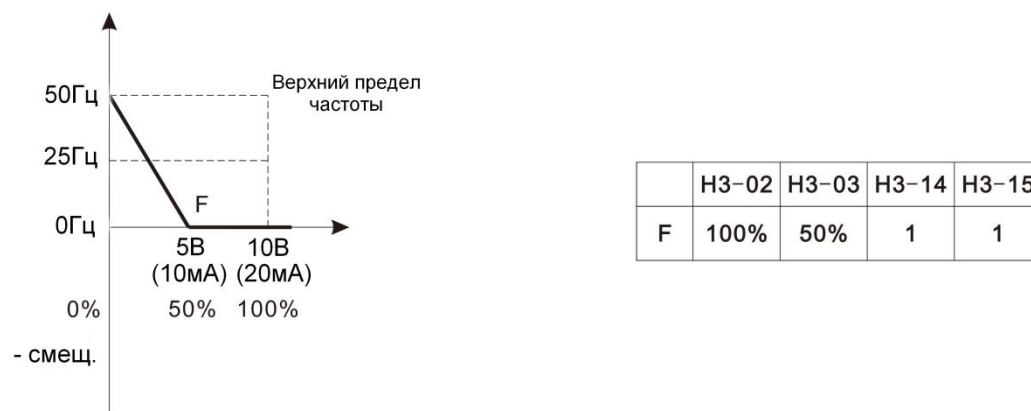 50Гц
Верхний предел
частоты
25Гц
F
0Гц
5В 10В
(10мА) (20мА)
0% 50% 100%
- смещ.
H3-02 H3-03 H3-14 H3-15
F 100% 50% 1 1